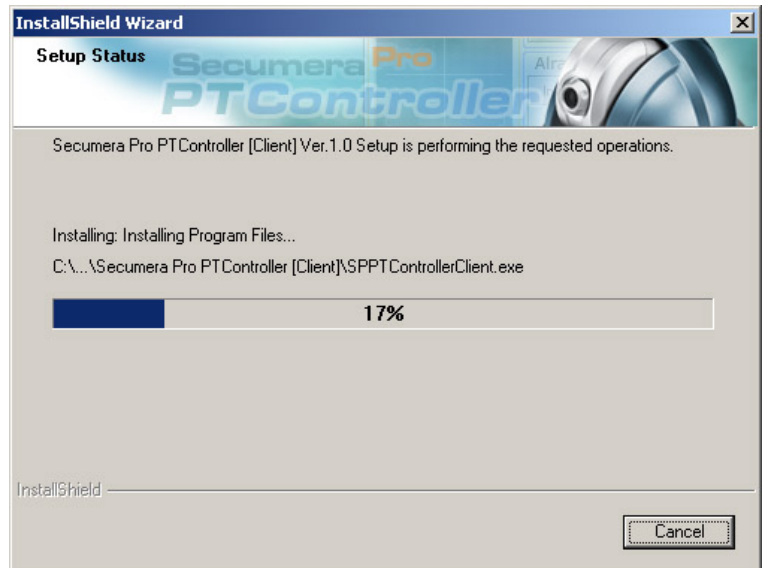 InstallShield Wizard
Setup Status
Secumera Pro
PTController
Secumera Pro PTController [Client] Ver.1.0 Setup is performing the requested operations.
Installing: Installing Program Files...
C:\...\Secumera Pro PTController [Client]\SPPTControllerClient.exe
17%
InstallShield
Cancel